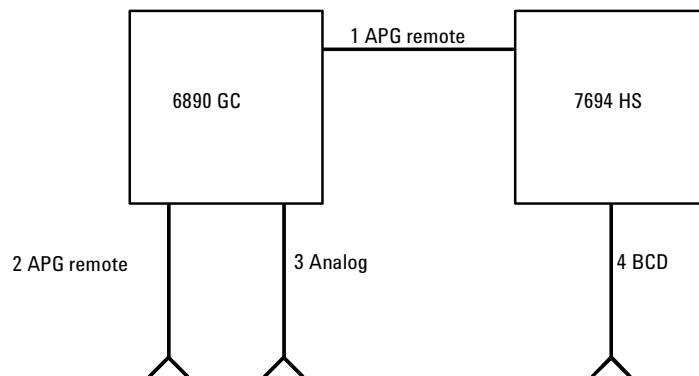 1 APG remote
6890 GC
7694 HS
2 APG remote
3 Analog
4 BCD